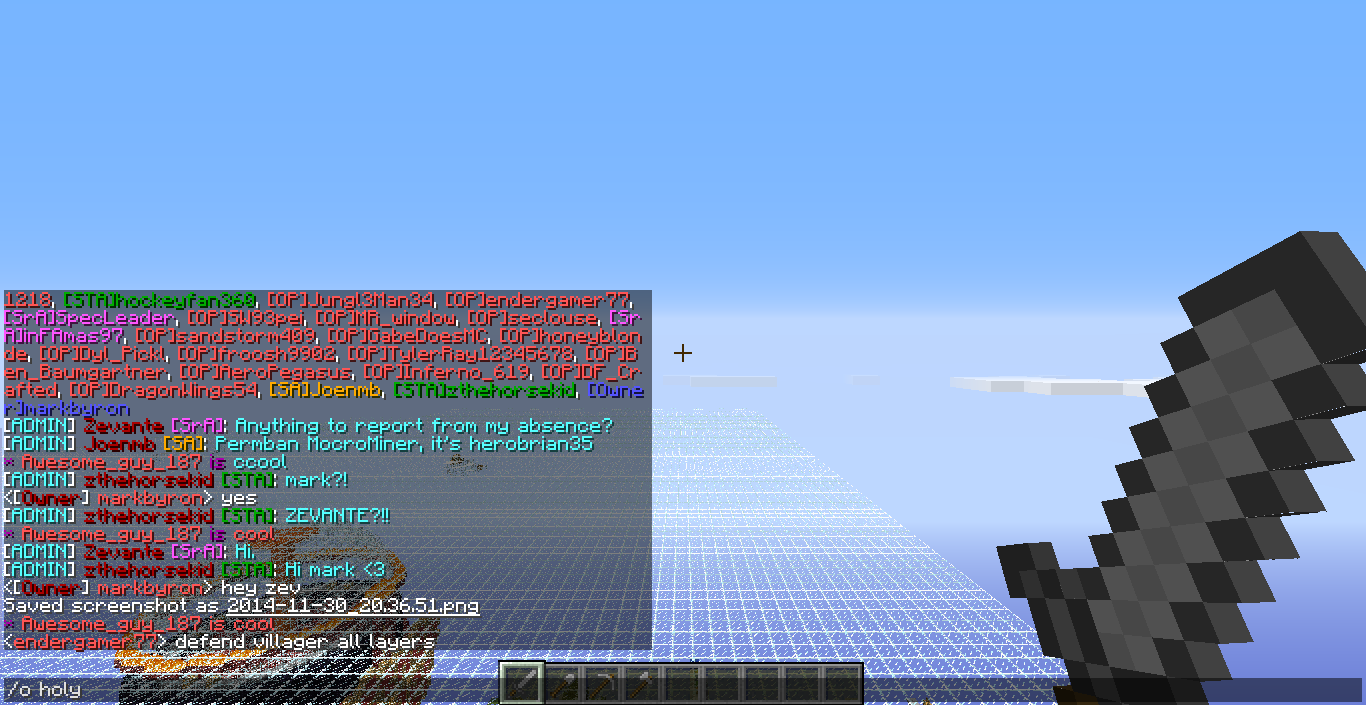 1218, [STA]hockeyfan360, [OP]Jungl3Man34, [OP]endergamer77,
[SrA]SpecLeader, [OP]SW93pei, [OP]MR_window, [OP]seclouse, [Sr
A]inFAmas97, [OP]sandstorm409, [OP]GabeDoesMC, [OP]honeyblon
de, [OP]Dyl_Pickl, [OP]froosh9902, [OP]TylerRay12345678, [OP]B
en_Baumgartner, [OP]AeroPegasus, [OP]Inferno_619, [OP]DF_Cr
afted, [OP]DragonWings54, [SA]Joenmb, [STA]zthehorsekid, [Owne
r]markbyron
[ADMIN] Zevante [SrA]: Anything to report from my absence?
[ADMIN] Joenmb [SA]: Permban MocroMiner, it's herobrian35
* Awesome_guy_187 is ccool
[ADMIN] zthehorsekid [STA]: mark?!
<[Owner] markbyron> yes
[ADMIN] zthehorsekid [STA]: ZEVANTE?!!
* Awesome_guy_187 is cool
[ADMIN] Zevante [SrA]: Hi.
[ADMIN] zthehorsekid [STA]: Hi mark <3
<[Owner] markbyron> hey zev
Saved screenshot as 2014-11-30_20.36.51.png
* Awesome_guy_187 is cool
<endergamer77> defend villager all layers
/o holy